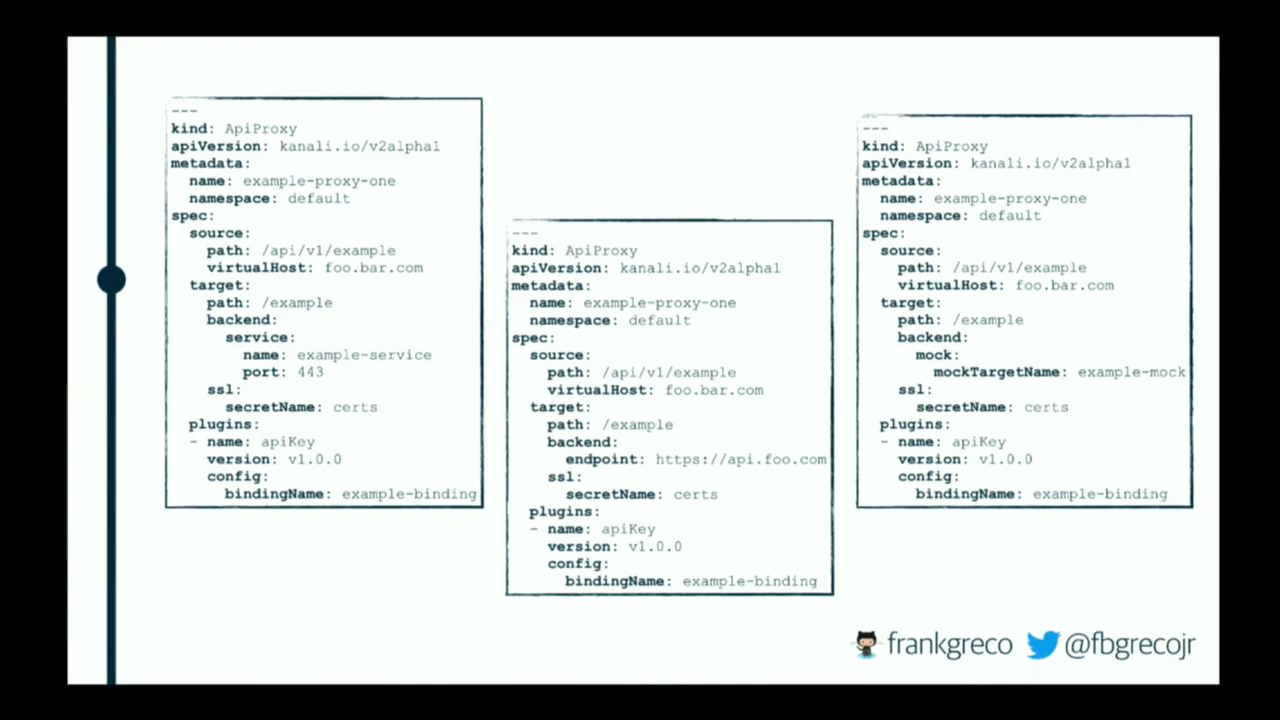 ---
kind: ApiProxy
apiVersion: kanali.io/v2alpha1
metadata:
  name: example-proxy-one
  namespace: default
spec:
  source:
    path: /api/v1/example
    virtualHost: foo.bar.com
  target:
    path: /example
    backend:
      service:
        name: example-service
        port: 443
    ssl:
      secretName: certs
  plugins:
  - name: apiKey
    version: v1.0.0
    config:
      bindingName: example-binding
---
kind: ApiProxy
apiVersion: kanali.io/v2alpha1
metadata:
  name: example-proxy-one
  namespace: default
spec:
  source:
    path: /api/v1/example
    virtualHost: foo.bar.com
  target:
    path: /example
    backend:
      endpoint: https://api.foo.com
    ssl:
      secretName: certs
  plugins:
  - name: apiKey
    version: v1.0.0
    config:
      bindingName: example-binding
---
kind: ApiProxy
apiVersion: kanali.io/v2alpha1
metadata:
  name: example-proxy-one
  namespace: default
spec:
  source:
    path: /api/v1/example
    virtualHost: foo.bar.com
  target:
    path: /example
    backend:
      mock:
        mockTargetName: example-mock
    ssl:
      secretName: certs
  plugins:
  - name: apiKey
    version: v1.0.0
    config:
      bindingName: example-binding
frankgreco @fbgrecojr